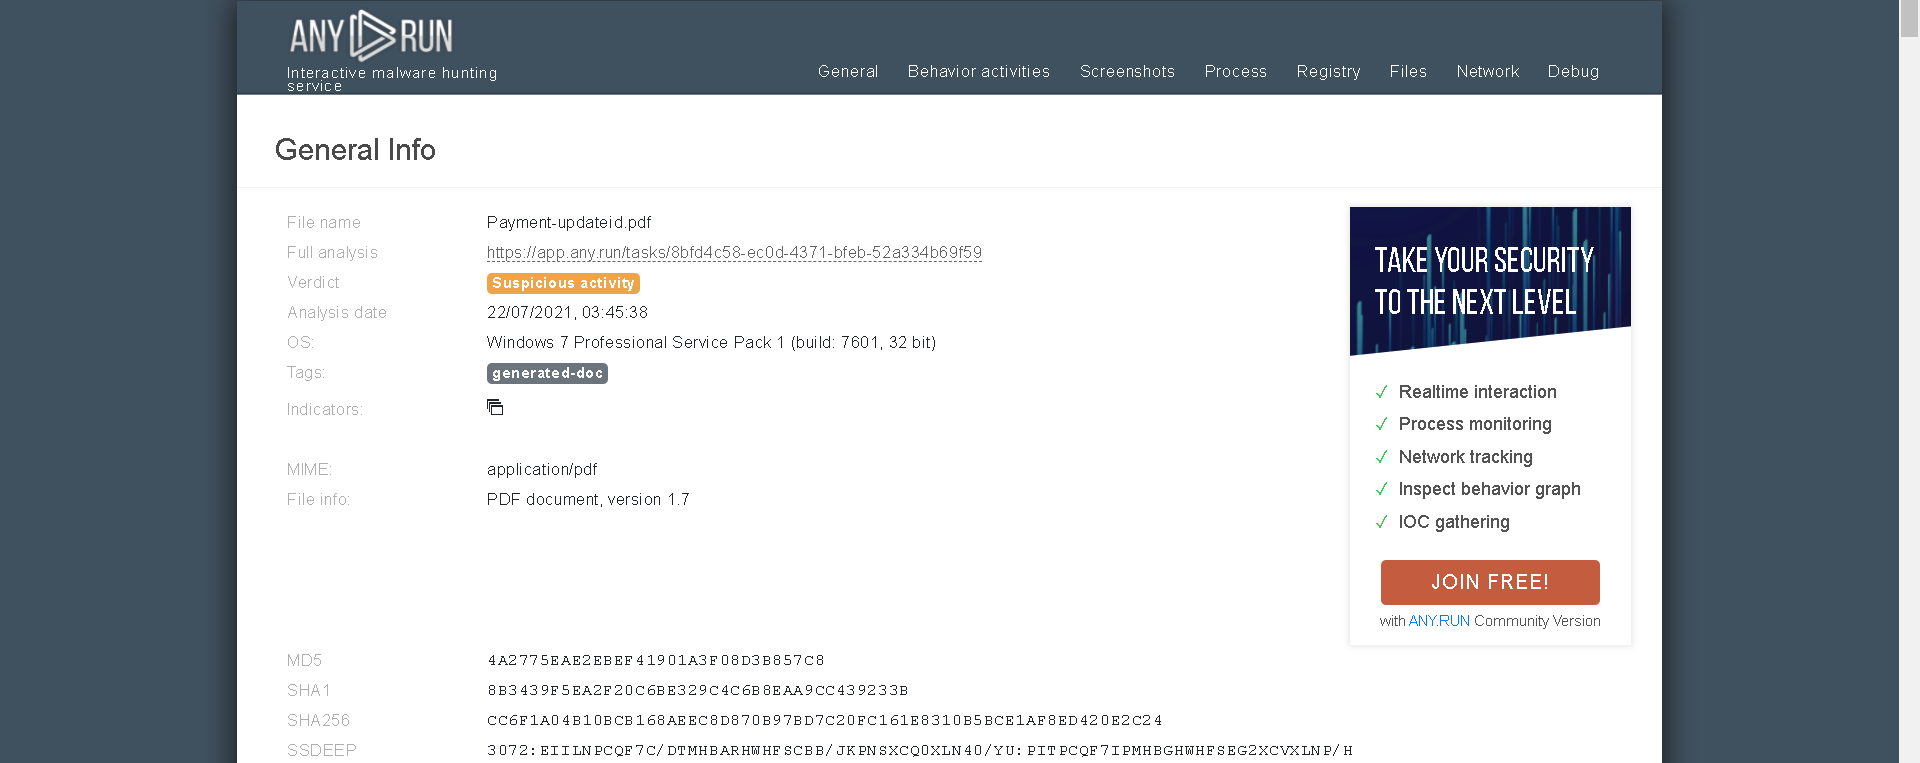 ANY RUN
Interactive malware hunting
service
General Behavior activities Screenshots Process Registry Files Network Debug
General Info
File name Payment-updateid.pdf
Full analysis https://app.any.run/tasks/8bfd4c58-ec0d-4371-bfeb-52a334b69f59
Verdict Suspicious activity
Analysis date 22/07/2021, 03:45:38
OS: Windows 7 Professional Service Pack 1 (build: 7601, 32 bit)
Tags: generated-doc
Indicators:
MIME: application/pdf
File info: PDF document, version 1.7
TAKE YOUR SECURITY
TO THE NEXT LEVEL
Realtime interaction
Process monitoring
Network tracking
Inspect behavior graph
IOC gathering
JOIN FREE!
with ANY.RUN Community Version
MD5 4A2775EAE2EBEF41901A3F08D3B857C8
SHA1 8B3439F5EA2F20C6BE329C4C6B8EAA9CC439233B
SHA256 CC6F1A04B10BCB168AEEC8D870B97BD7C20FC161E8310B5BCE1AF8ED420E2C24
SSDEEP 3072:EIILNPCQF7C/DTMHBARHWHFSCBB/JKPNSXCQ0XLN40/YU:PITPCQF7IPMHBGHWHFSEG2XCVXLNP/H